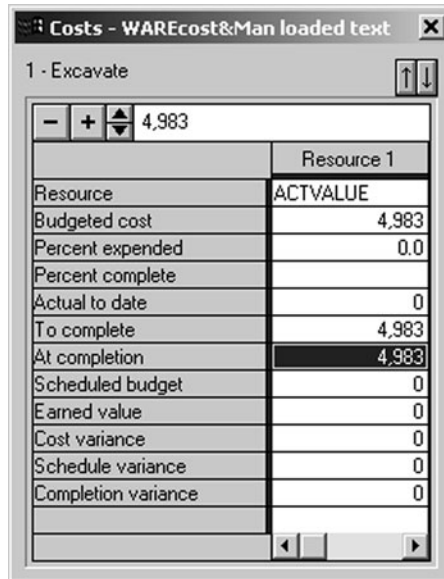 Costs - WAREcost&Man loaded text
1 - Excavate
4,983
Resource 1
Resource ACTVALUE
Budgeted cost 4,983
Percent expended 0.0
Percent complete
Actual to date 0
To complete 4,983
At completion 4,983
Scheduled budget 0
Earned value 0
Cost variance 0
Schedule variance 0
Completion variance 0